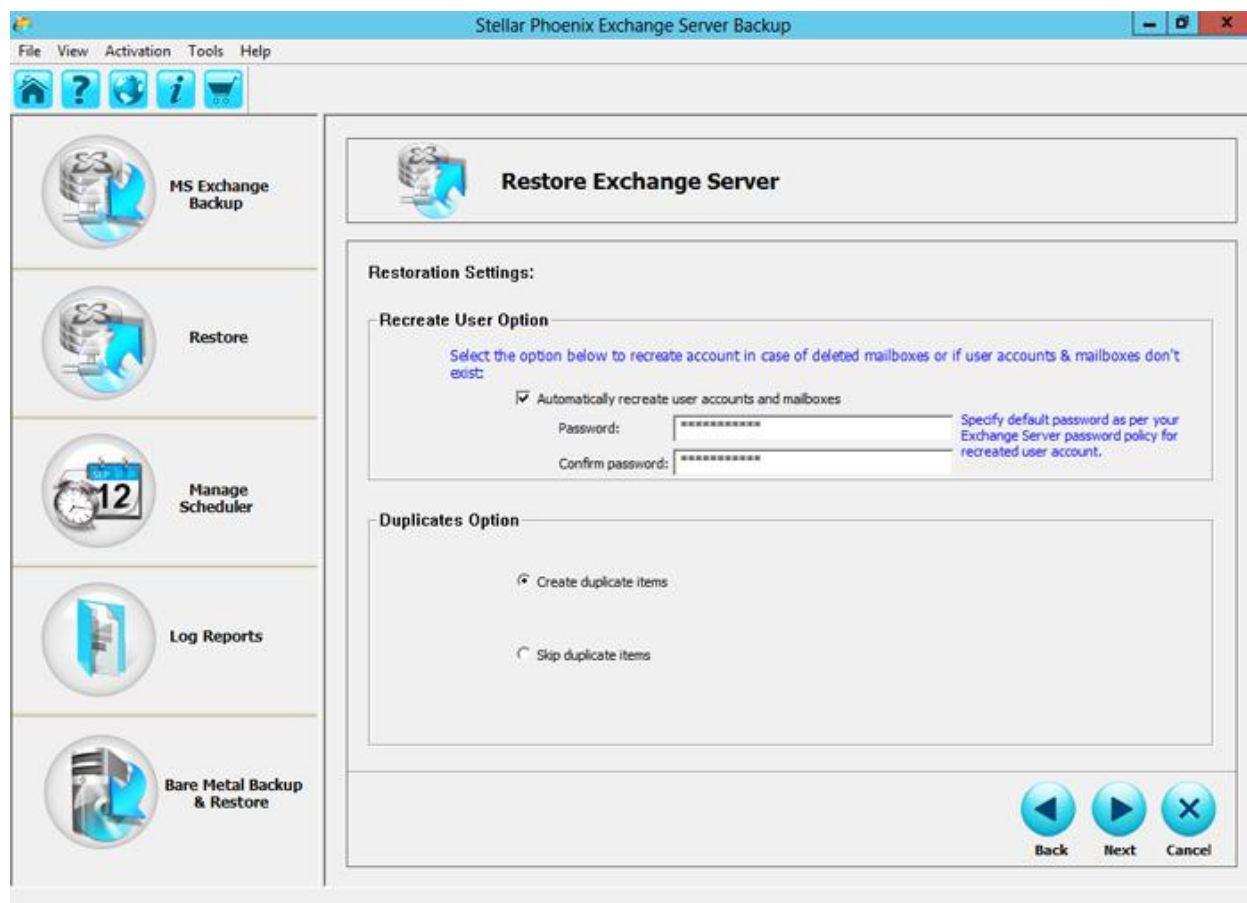 Stellar Phoenix Exchange Server Backup
File View Activation Tools Help
MS Exchange
Backup
Restore
SEP
12
Manage
Scheduler
Log Reports
Bare Metal Backup
& Restore
Restore Exchange Server
Restoration Settings:
Recreate User Option
Select the option below to recreate account in case of deleted mailboxes or if user accounts & mailboxes don't
exist:
Automatically recreate user accounts and mailboxes
Password: ***********
Specify default password as per your
Exchange Server password policy for
recreated user account.
Confirm password: ***********
Duplicates Option
Create duplicate items
Skip duplicate items
Back Next Cancel